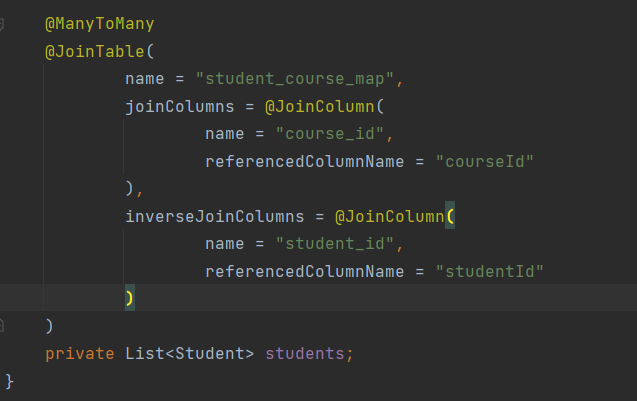 @ManyToMany
@JoinTable(
name = "student_course_map",
joinColumns = @JoinColumn(
name = "course_id",
referencedColumnName = "courseId"
),
inverseJoinColumns = @JoinColumn(
name = "student_id",
referencedColumnName = "studentId"
)
)
private List<Student> students;
}